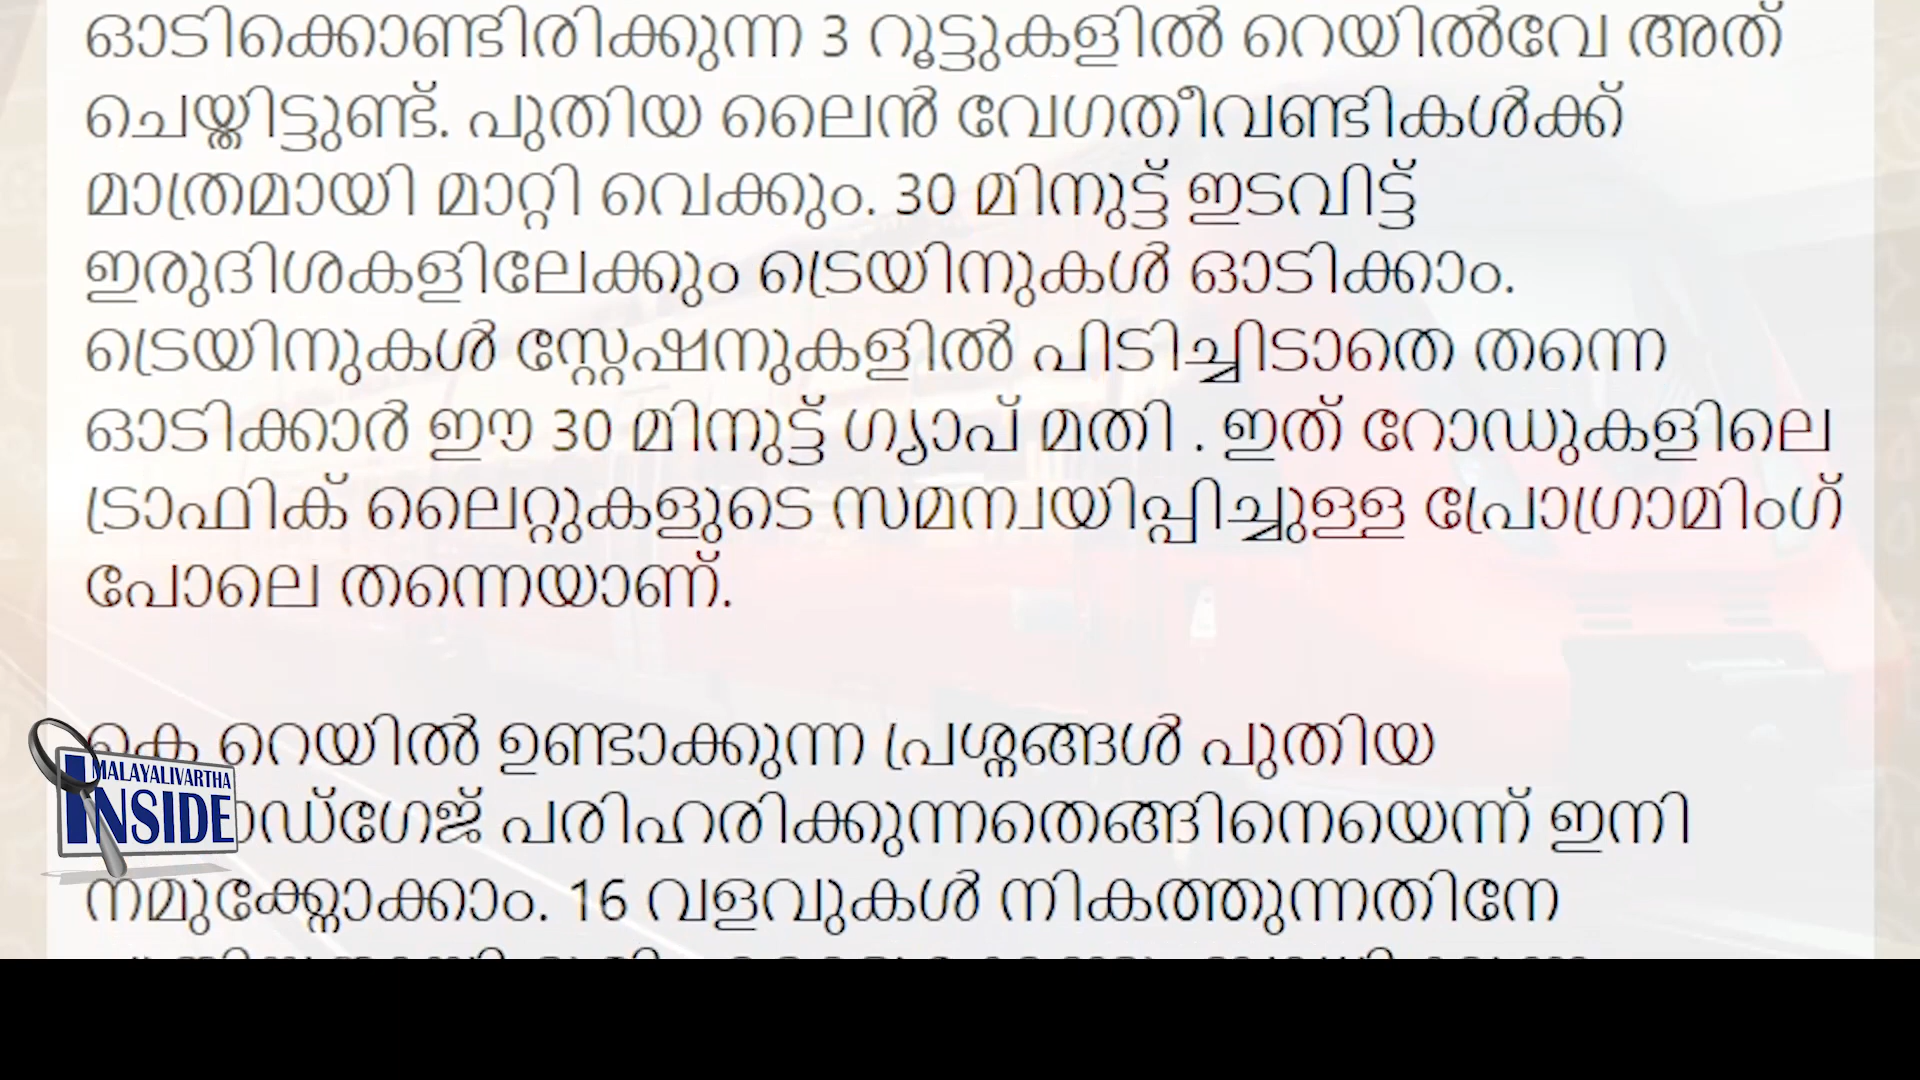 ഓടിക്കൊണ്ടിരിക്കുന്ന 3 റൂട്ടുകളിൽ റെയിൽവേ അത്
ചെയ്തിട്ടുണ്ട്. പുതിയ ലൈൻ വേഗതീവണ്ടികൾക്ക്
മാത്രമായി മാറ്റി വെക്കും. 30 മിനുട്ട് ഇടവിട്ട്
ഇരുദിശകളിലേക്കും ട്രെയിനുകൾ ഓടിക്കാം.
ട്രെയിനുകൾ സ്റ്റേഷനുകളിൽ പിടിച്ചിടാതെ തന്നെ
ഓടിക്കാർ ഈ 30 മിനുട്ട് ഗ്യാപ് മതി . ഇത് റോഡുകളിലെ
ട്രാഫിക് ലൈറ്റുകളുടെ സമന്വയിപ്പിച്ചുള്ള പ്രോഗ്രാമിംഗ്
പോലെ തന്നെയാണ്.
കെ റെയിൽ ഉണ്ടാക്കുന്ന പ്രശ്നങ്ങൾ പുതിയ
പരിഹരിക്കുന്നതെങ്ങിനെയെന്ന് ഇനി
നമുക്നോക്കാം. 16 വളവുകൾ നികത്തുന്നതിനേ
MALAYALIVARTHA
INSIDE